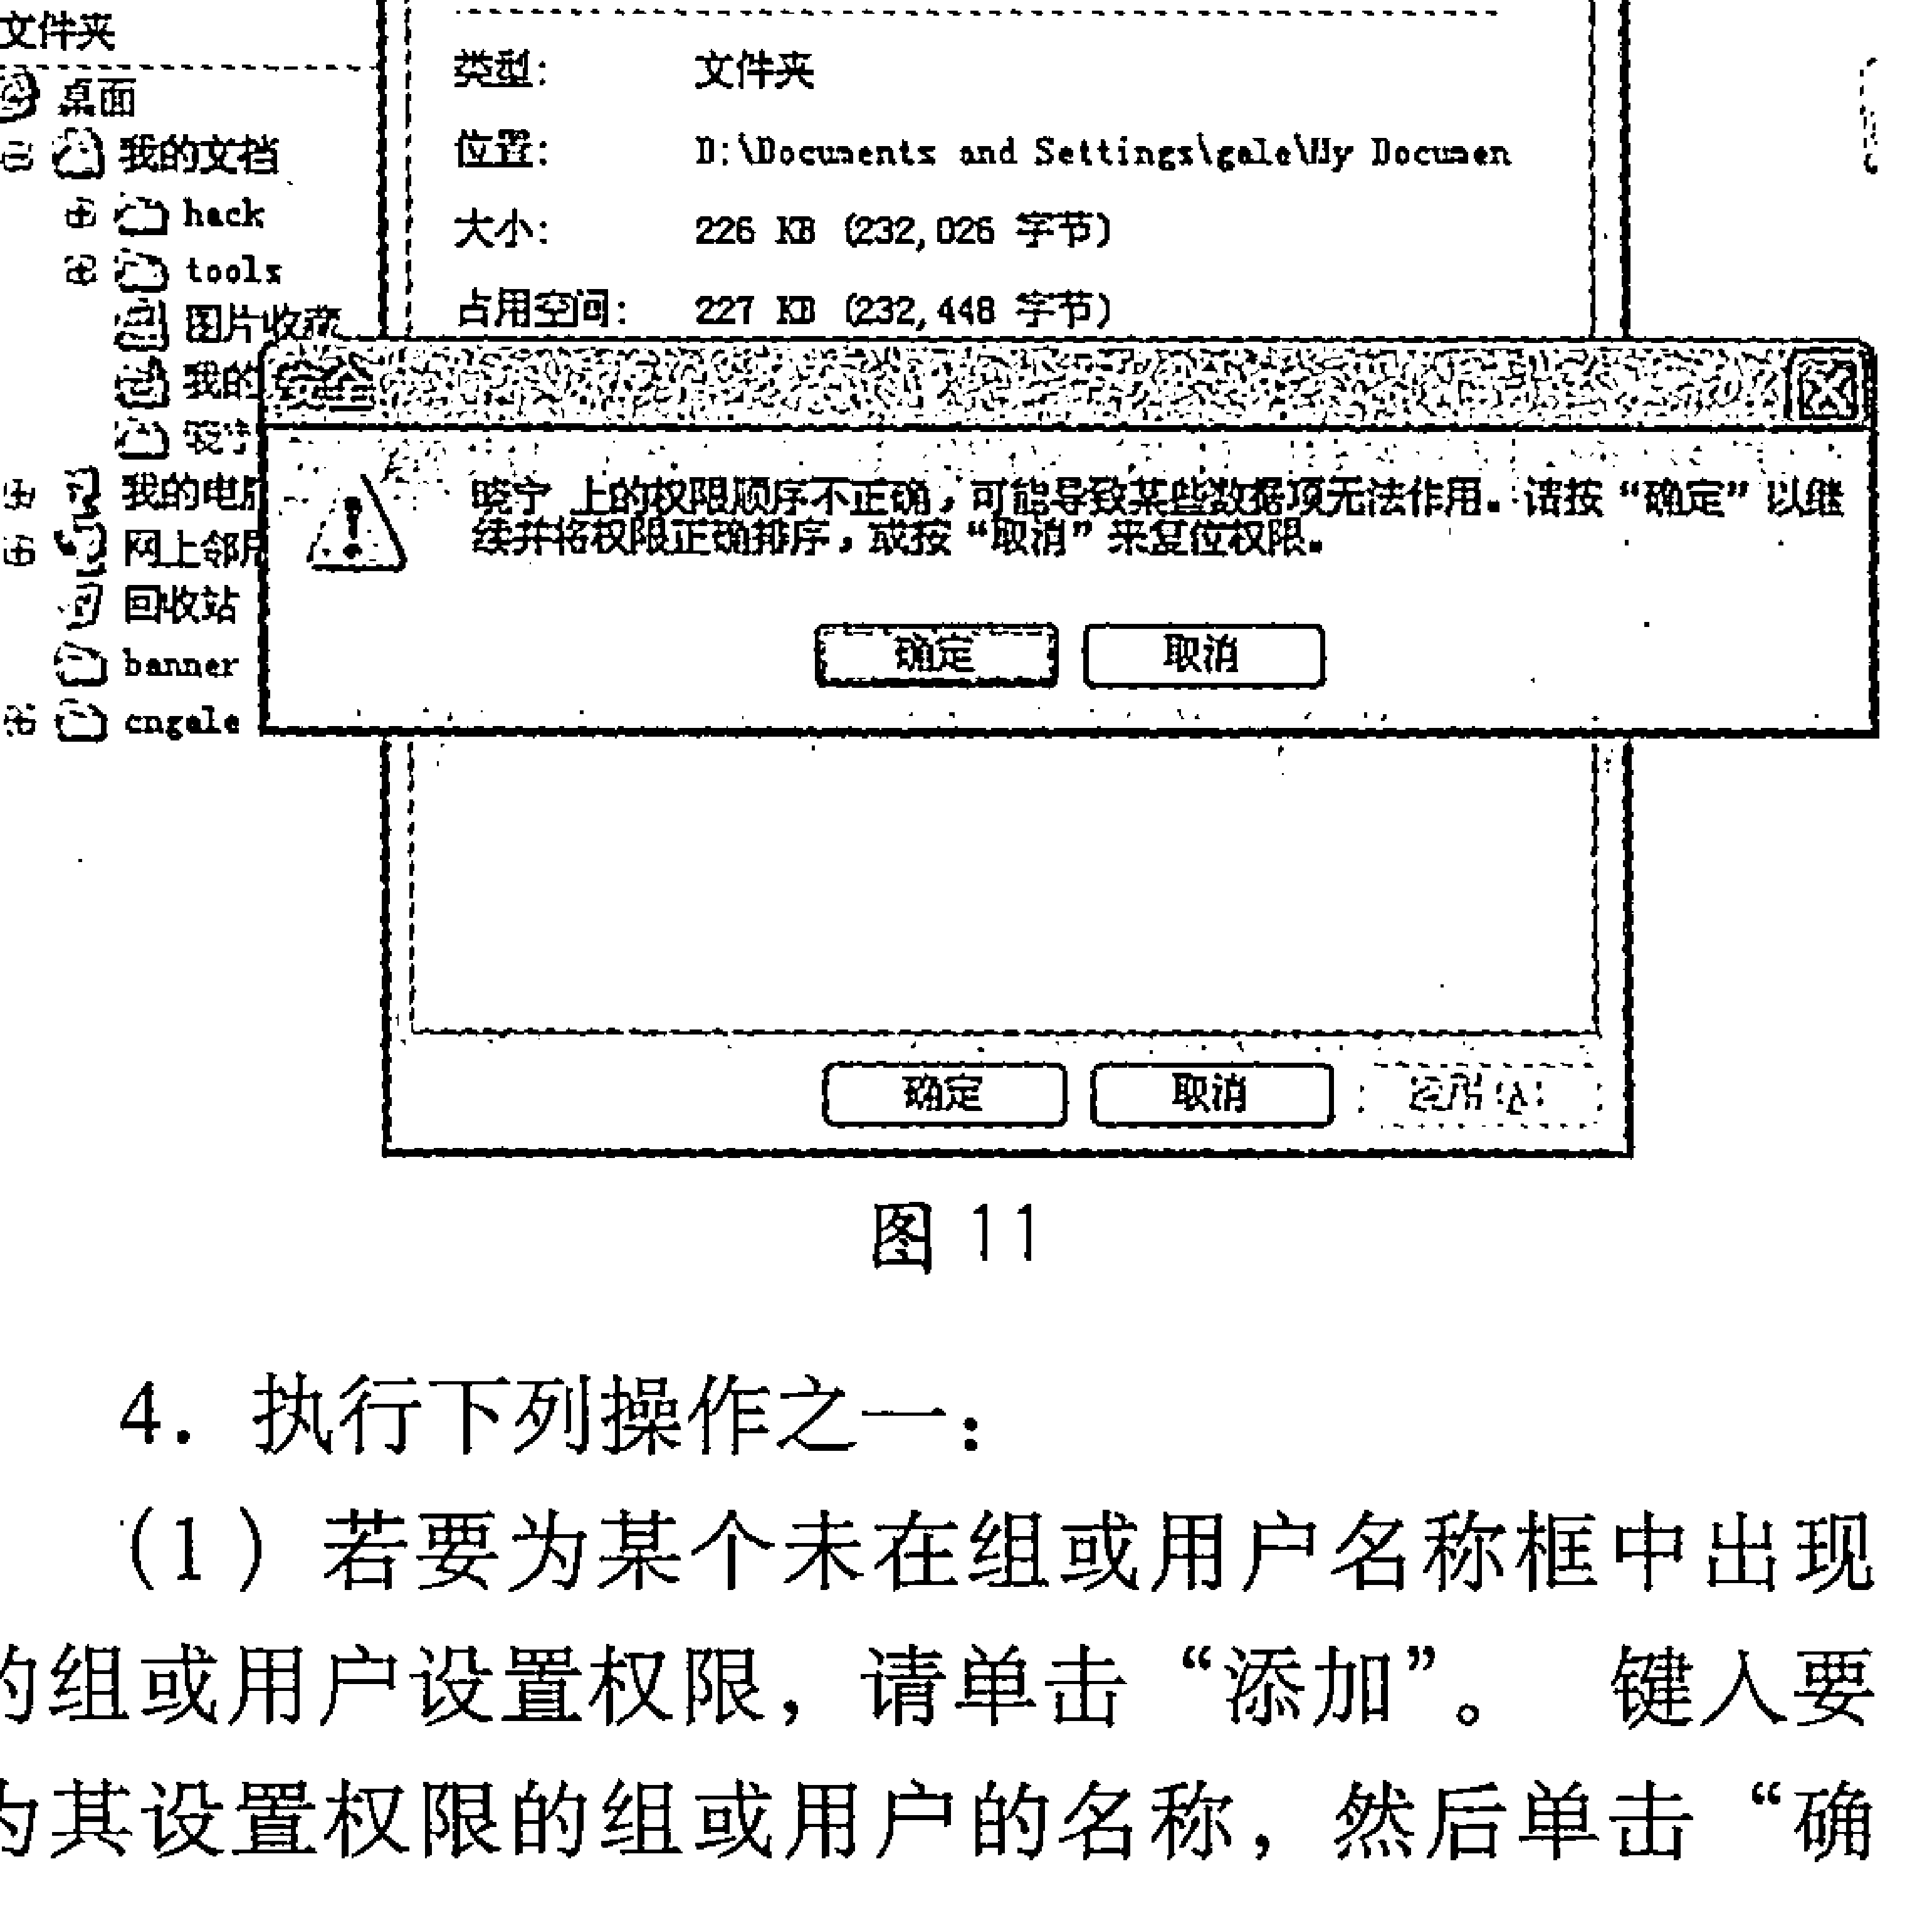 文件夹
桌面
我的文档
hack
tools
图片收藏
我的
我的电脑
网上邻居
回收站
banner
cngale
类型: 文件夹
位置: D:\Documents and Settings\gale\My Documen
大小: 226 KB (232,026 字节)
占用空间: 227 KB (232,448 字节)
安全
晓宁 上的权限顺序不正确，可能导致某些数据项无法作用。请按“确定”以继
续并将权限正确排序，或按“取消”来复位权限。
确定 取消
确定 取消
图 11
4. 执行下列操作之一：
（1）若要为某个未在组或用户名称框中出现
的组或用户设置权限，请单击“添加”。 键入要
为其设置权限的组或用户的名称，然后单击“确